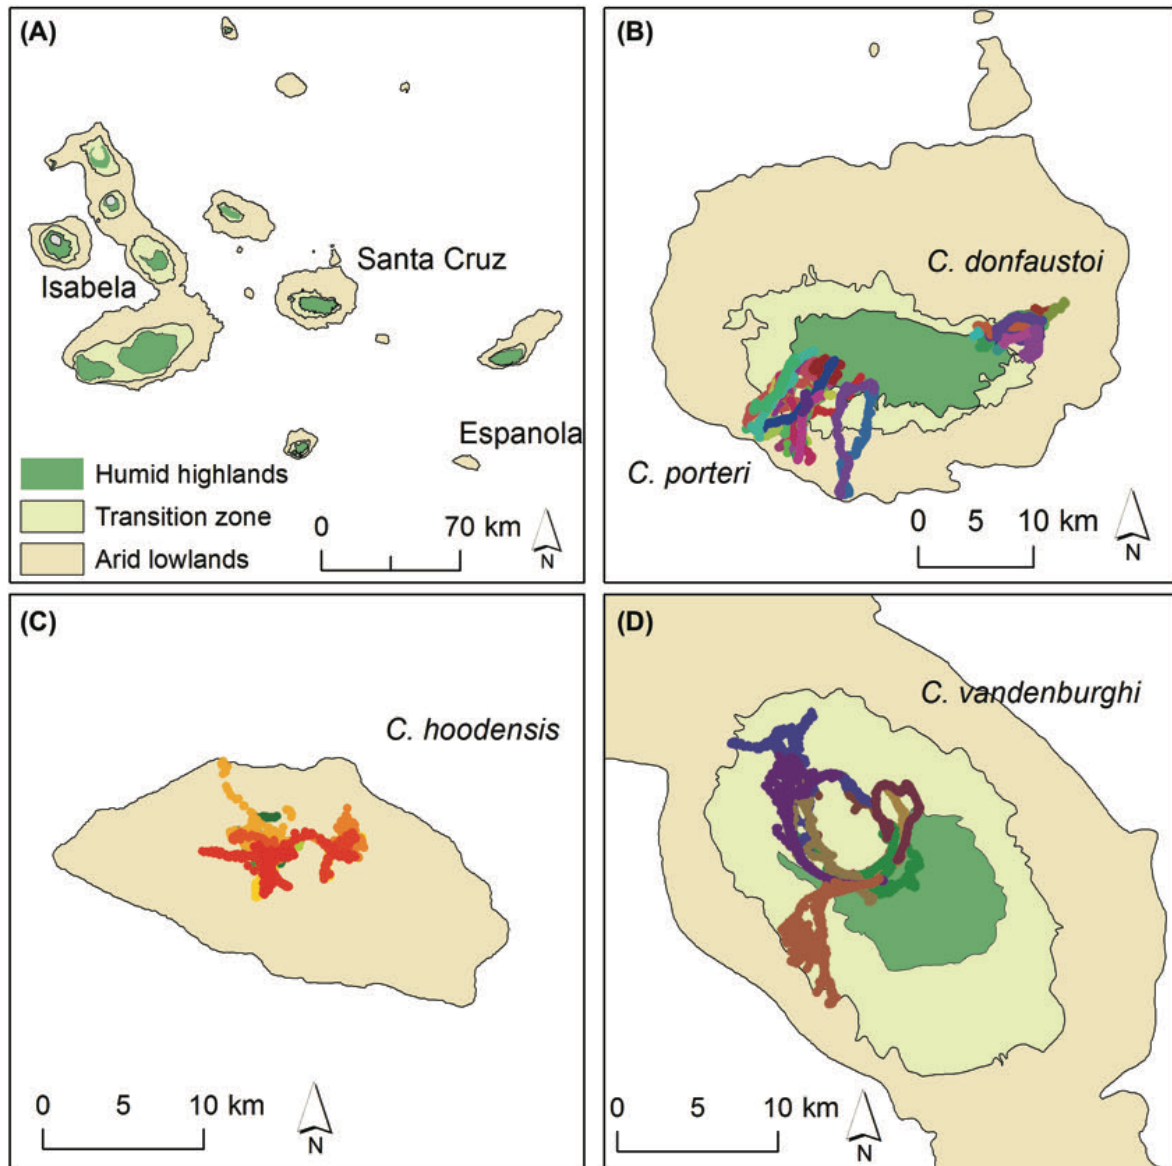 (A)
Isabela
Santa Cruz
Espanola
Humid highlands
Transition zone
Arid lowlands
0 70 km
N
(B)
C. donfaustoi
C. porteri
0 5 10 km
N
(C)
C. hoodensis
0 5 10 km
N
(D)
C. vandenburghi
0 5 10 km
N